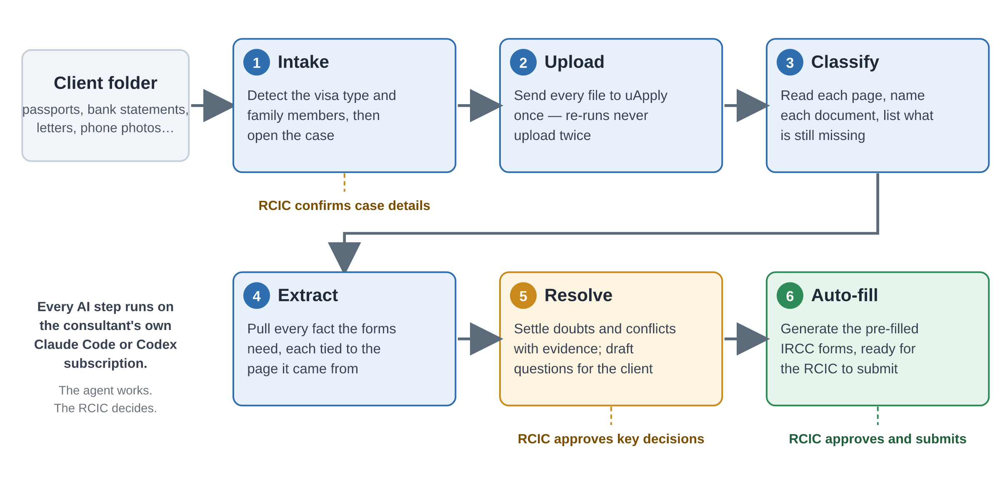 Client folder
passports, bank statements,
letters, phone photos…
1 Intake
Detect the visa type and
family members, then
open the case
RCIC confirms case details
2 Upload
Send every file to uApply
once — re-runs never
upload twice
3 Classify
Read each page, name
each document, list what
is still missing
Every AI step runs on
the consultant's own
Claude Code or Codex
subscription.
The agent works.
The RCIC decides.
4 Extract
Pull every fact the forms
need, each tied to the
page it came from
5 Resolve
Settle doubts and conflicts
with evidence; draft
questions for the client
RCIC approves key decisions
6 Auto-fill
Generate the pre-filled
IRCC forms, ready for
the RCIC to submit
RCIC approves and submits